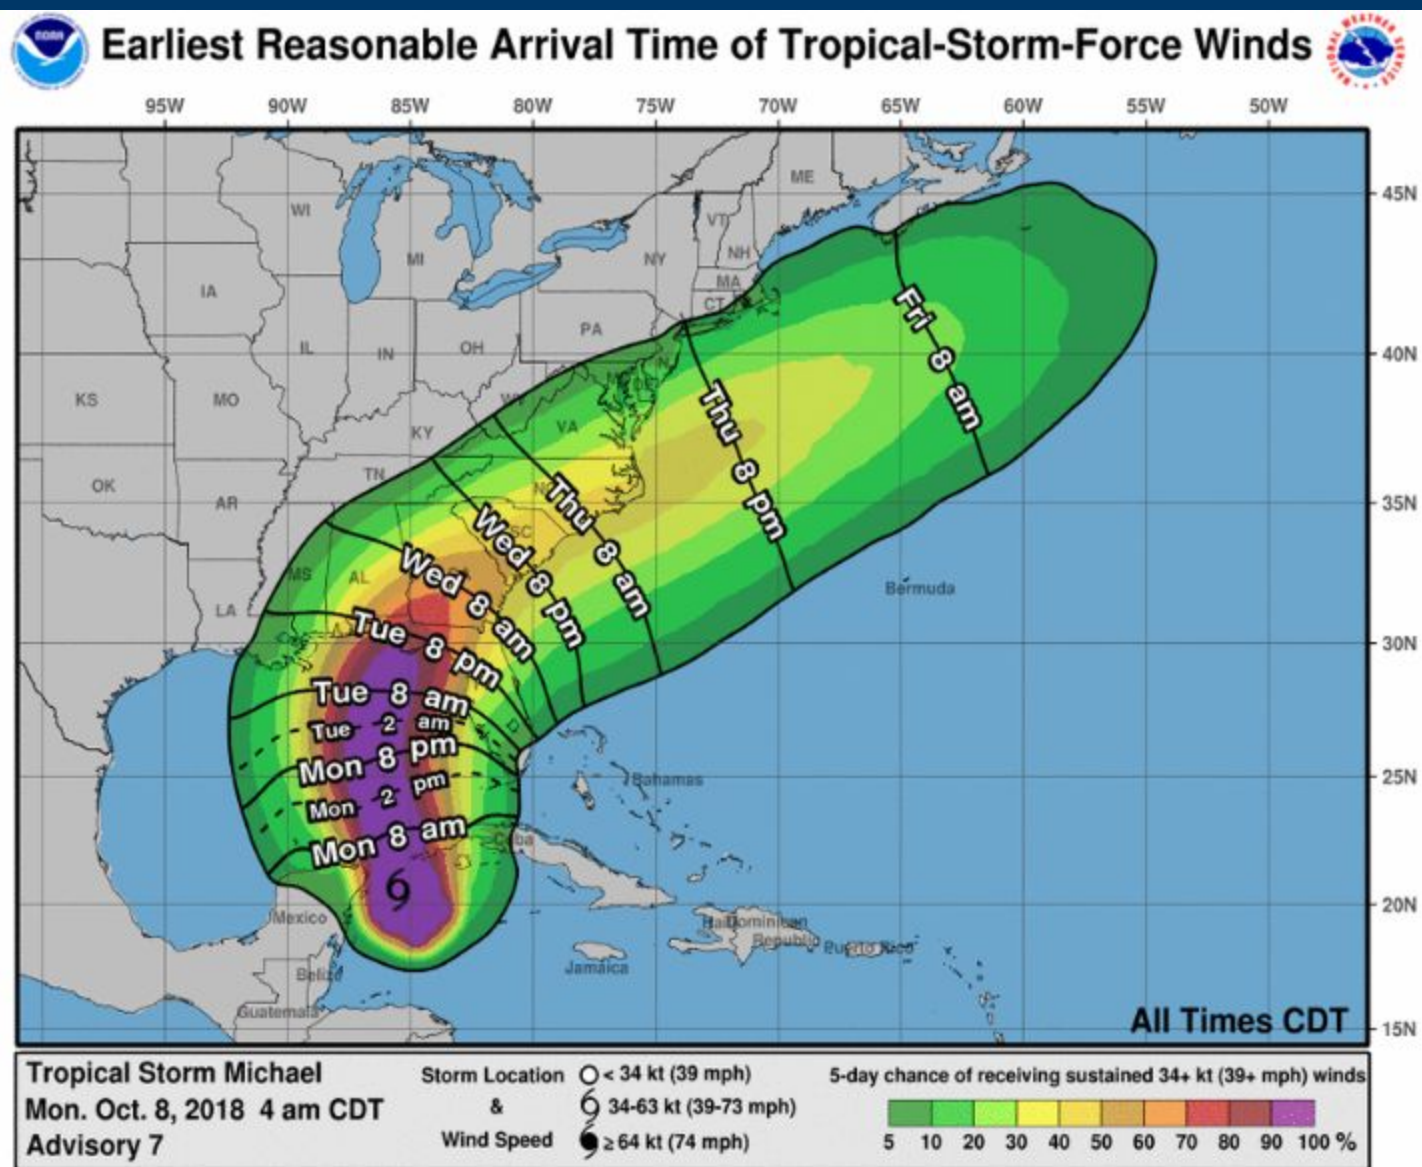 NOAA
Earliest Reasonable Arrival Time of Tropical-Storm-Force Winds
NATIONAL WEATHER SERVICE
95W 90W 85W 80W 75W 70W 65W 60W 55W 50W
45N
40N
35N
30N
25N
20N
15N
ME
VT
NH
WI
MI
NY
MA
CT
IA
PA
IL
IN
OH
KS
MO
VA
KY
OK
AR
TN
SC
MS
AL
LA
Fri 8 am
Thu 8 pm
Thu 8 am
Wed 8 pm
Wed 8 am
Tue 8 pm
Tue 8 am
Tue 2 am
Mon 8 pm
Mon 2 pm
Mon 8 am
Bermuda
Bahamas
Cuba
Mexico
Belize
Guatemala
Jamaica
Dominican
Republic
Puerto Rico
All Times CDT
Tropical Storm Michael
Mon. Oct. 8, 2018 4 am CDT
Advisory 7
Storm Location
&
Wind Speed
< 34 kt (39 mph)
34-63 kt (39-73 mph)
≥ 64 kt (74 mph)
5-day chance of receiving sustained 34+ kt (39+ mph) winds
5 10 20 30 40 50 60 70 80 90 100 %